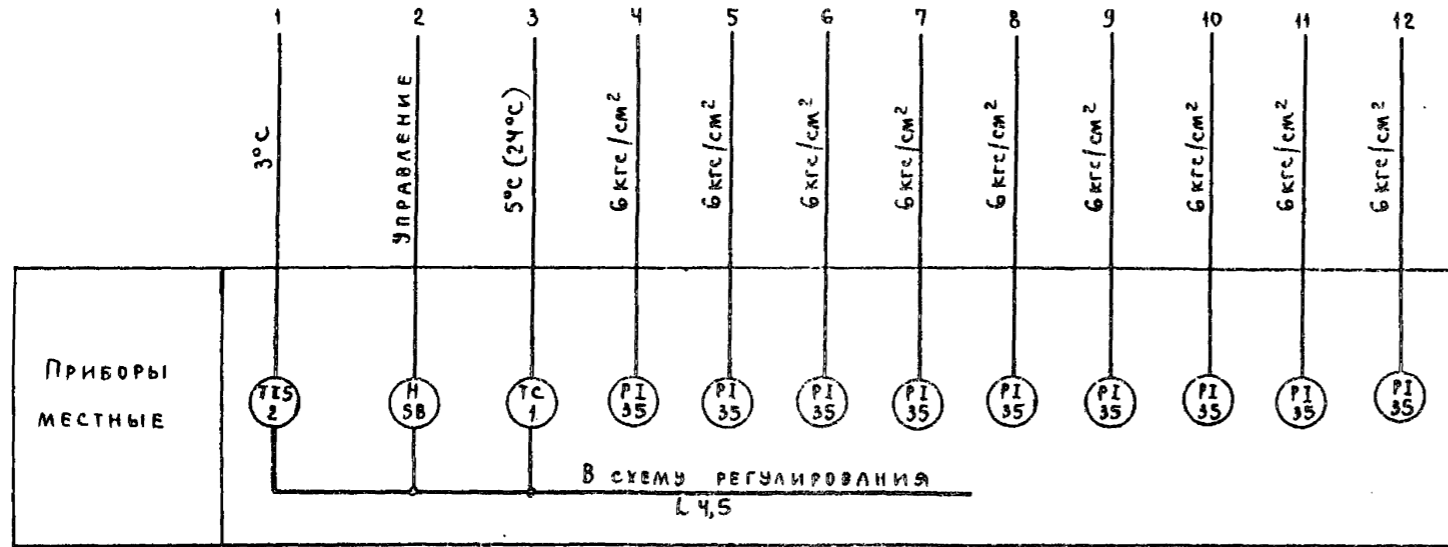 1 2 3 4 5 6 7 8 9 10 11 12
3°С
УПРАВЛЕНИЕ
5°С (24°С)
6 кгс/см²
6 кгс/см²
6 кгс/см²
6 кгс/см²
6 кгс/см²
6 кгс/см²
6 кгс/см²
6 кгс/см²
6 кгс/см²
ПРИБОРЫ
МЕСТНЫЕ
TIS
2
H
SB
TC
1
PI
35
PI
35
PI
35
PI
35
PI
35
PI
35
PI
35
PI
35
PI
35
В СХЕМУ РЕГУЛИРОВАНИЯ
L 4,5